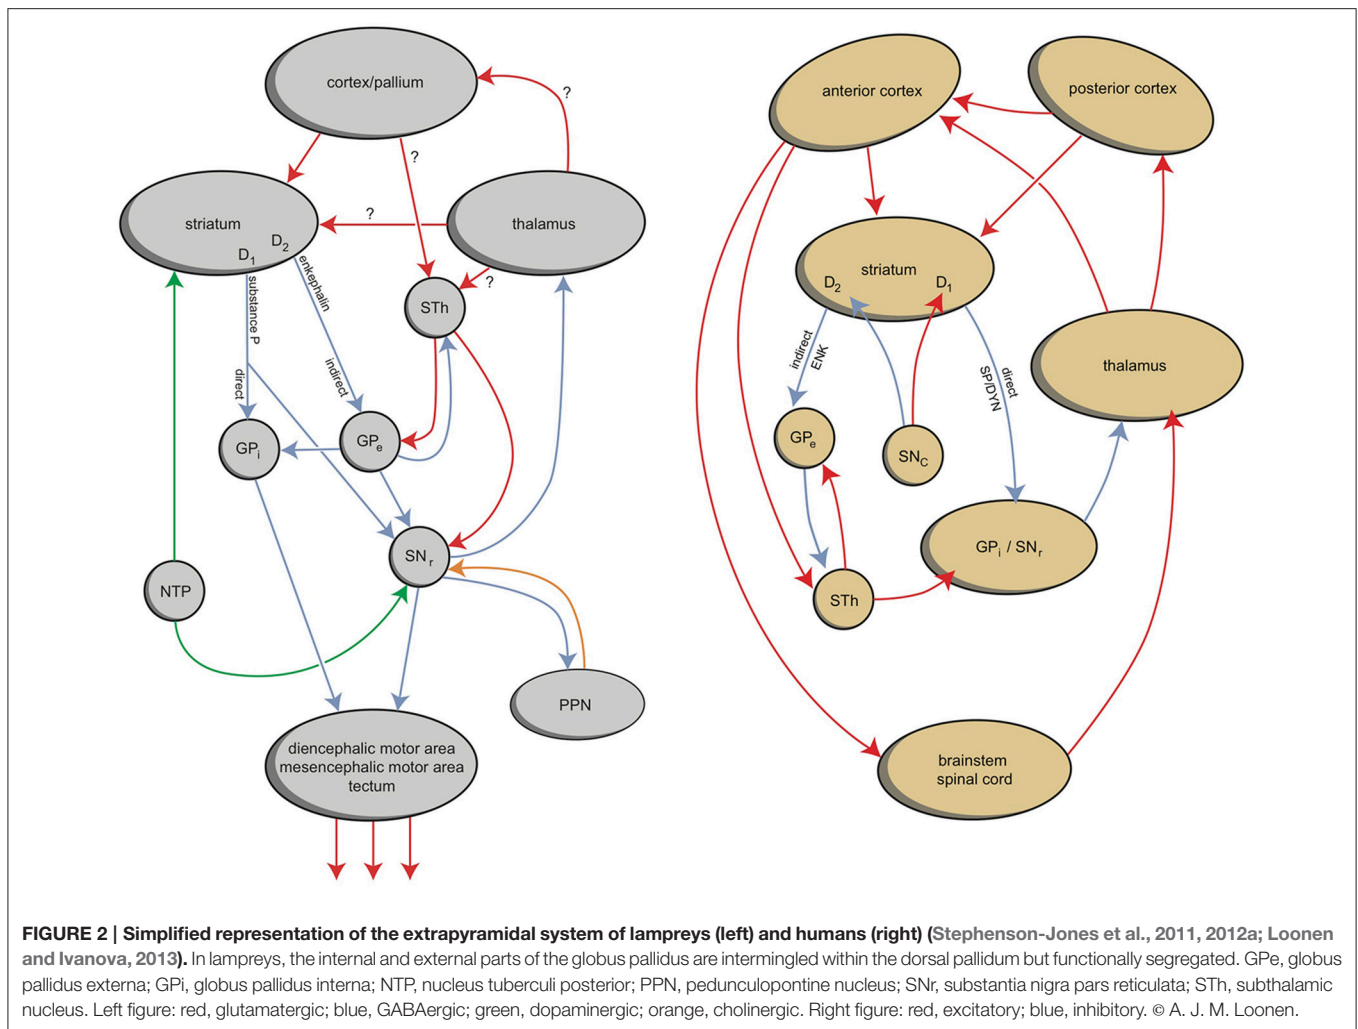 cortex/pallium
?
?
striatum
?
thalamus
D1
D2
substance P
enkephalin
?
STh
direct
indirect
GPi
GPe
SNr
NTP
PPN
diencephalic motor area
mesencephalic motor area
tectum
anterior cortex
posterior cortex
striatum
D2
D1
indirect
ENK
direct
SP/DYN
thalamus
GPe
SNC
GPi / SNr
STh
brainstem
spinal cord
FIGURE 2 | Simplified representation of the extrapyramidal system of lampreys (left) and humans (right) (Stephenson-Jones et al., 2011, 2012a; Loonen
and Ivanova, 2013). In lampreys, the internal and external parts of the globus pallidus are intermingled within the dorsal pallidum but functionally segregated. GPe, globus
pallidus externa; GPi, globus pallidus interna; NTP, nucleus tuberculi posterior; PPN, pedunculopontine nucleus; SNr, substantia nigra pars reticulata; STh, subthalamic
nucleus. Left figure: red, glutamatergic; blue, GABAergic; green, dopaminergic; orange, cholinergic. Right figure: red, excitatory; blue, inhibitory. © A. J. M. Loonen.